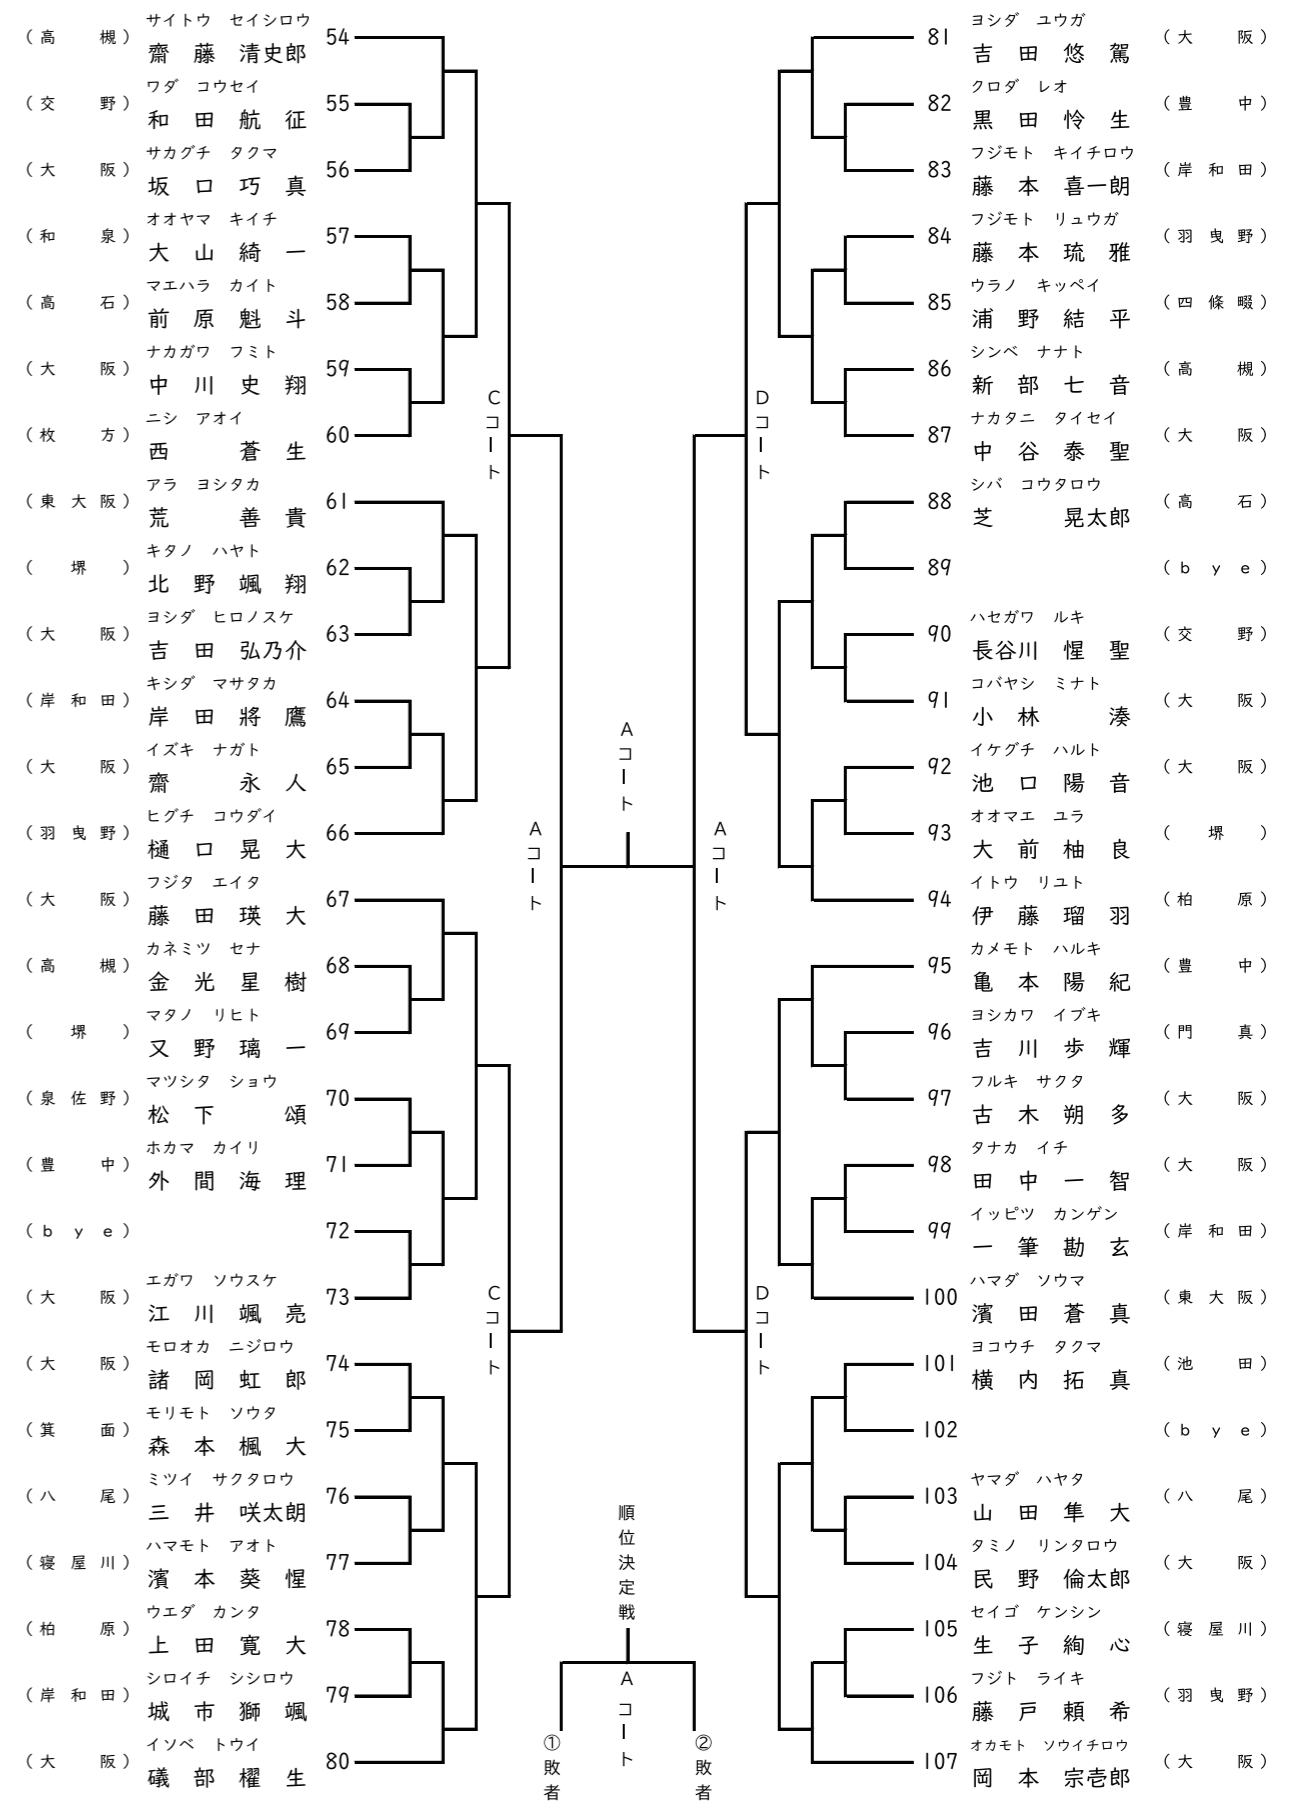 サイトウ セイシロウ
(高槻) 齋藤 清史郎 54
ワダ コウセイ
(交野) 和田航征 55
サカグチ タクマ
(大阪) 坂口巧真 56
オオヤマ キイチ
(和泉) 大山綺一 57
マエハラ カイト
(高石) 前原魁斗 58
ナカガワ フミト
(大阪) 中川史翔 59
ニシ アオイ
(枚方) 西 蒼生 60
アラ ヨシタカ
(東大阪) 荒 善貴 61
キタノ ハヤト
(堺) 北野颯翔 62
ヨシダ ヒロノスケ
(大阪) 吉田 弘乃介 63
キシダ マサタカ
(岸和田) 岸田將鷹 64
イズキ ナガト
(大阪) 齋 永人 65
ヒグチ コウダイ
(羽曳野) 樋口晃大 66
フジタ エイタ
(大阪) 藤田瑛大 67
カネミツ セナ
(高槻) 金光星樹 68
マタノ リヒト
(堺) 又野璃一 69
マツシタ ショウ
(泉佐野) 松下 頌 70
ホカマ カイリ
(豊中) 外間海理 71
(bye) 72
エガワ ソウスケ
(大阪) 江川颯亮 73
モロオカ ニジロウ
(大阪) 諸岡虹郎 74
モリモト ソウタ
(箕面) 森本楓大 75
ミツイ サクタロウ
(八尾) 三井 咲太朗 76
ハマモト アオト
(寝屋川) 濱本葵惺 77
ウエダ カンタ
(柏原) 上田寛大 78
シロイチ シシロウ
(岸和田) 城市獅颯 79
イソベ トウイ
(大阪) 礒部櫂生 80
Cコート
Cコート
Aコート
Aコート
Aコート
Dコート
Dコート
順位決定戦
Aコート
①敗者
②敗者
ヨシダ ユウガ
81 吉田悠駕 (大阪)
クロダ レオ
82 黒田怜生 (豊中)
フジモト キイチロウ
83 藤本 喜一朗 (岸和田)
フジモト リュウガ
84 藤本琉雅 (羽曳野)
ウラノ キッペイ
85 浦野結平 (四條畷)
シンベ ナナト
86 新部七音 (高槻)
ナカタニ タイセイ
87 中谷泰聖 (大阪)
シバ コウタロウ
88 芝 晃太郎 (高石)
89 (bye)
ハセガワ ルキ
90 長谷川 惺聖 (交野)
コバヤシ ミナト
91 小林 湊 (大阪)
イケグチ ハルト
92 池口陽音 (大阪)
オオマエ ユラ
93 大前柚良 (堺)
イトウ リユト
94 伊藤瑠羽 (柏原)
カメモト ハルキ
95 亀本陽紀 (豊中)
ヨシカワ イブキ
96 吉川歩輝 (門真)
フルキ サクタ
97 古木朔多 (大阪)
タナカ イチ
98 田中一智 (大阪)
イッピツ カンゲン
99 一筆勘玄 (岸和田)
ハマダ ソウマ
100 濱田蒼真 (東大阪)
ヨコウチ タクマ
101 横内拓真 (池田)
102 (bye)
ヤマダ ハヤタ
103 山田隼大 (八尾)
タミノ リンタロウ
104 民野 倫太郎 (大阪)
セイゴ ケンシン
105 生子絢心 (寝屋川)
フジト ライキ
106 藤戸頼希 (羽曳野)
オカモト ソウイチロウ
107 岡本 宗壱郎 (大阪)